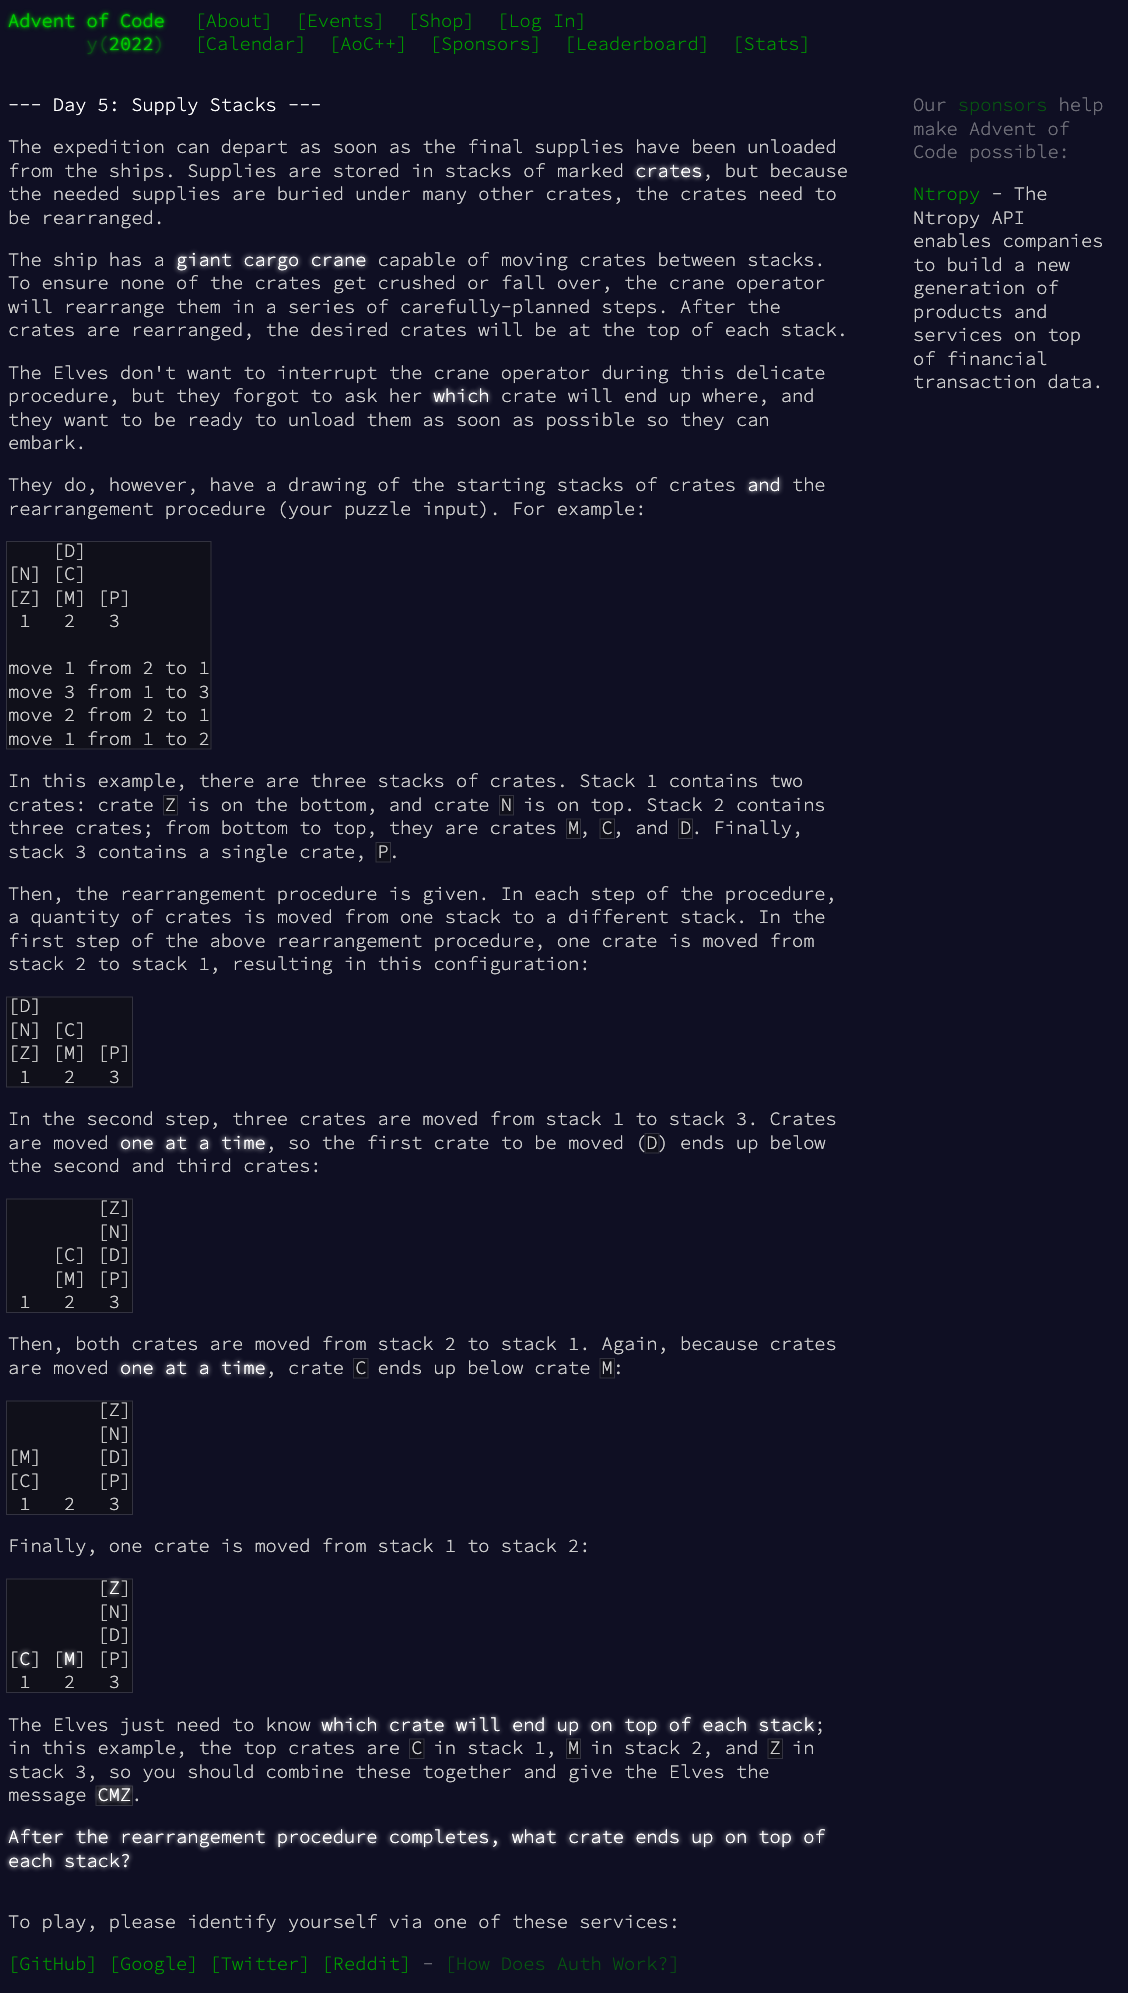 Advent of Code [About] [Events] [Shop] [Log In]
y(2022) [Calendar] [AoC++] [Sponsors] [Leaderboard] [Stats]
--- Day 5: Supply Stacks ---
The expedition can depart as soon as the final supplies have been unloaded
from the ships. Supplies are stored in stacks of marked crates, but because
the needed supplies are buried under many other crates, the crates need to
be rearranged.
The ship has a giant cargo crane capable of moving crates between stacks.
To ensure none of the crates get crushed or fall over, the crane operator
will rearrange them in a series of carefully-planned steps. After the
crates are rearranged, the desired crates will be at the top of each stack.
The Elves don't want to interrupt the crane operator during this delicate
procedure, but they forgot to ask her which crate will end up where, and
they want to be ready to unload them as soon as possible so they can
embark.
They do, however, have a drawing of the starting stacks of crates and the
rearrangement procedure (your puzzle input). For example:
    [D]
[N] [C]
[Z] [M] [P]
 1   2   3
move 1 from 2 to 1
move 3 from 1 to 3
move 2 from 2 to 1
move 1 from 1 to 2
In this example, there are three stacks of crates. Stack 1 contains two
crates: crate Z is on the bottom, and crate N is on top. Stack 2 contains
three crates; from bottom to top, they are crates M, C, and D. Finally,
stack 3 contains a single crate, P.
Then, the rearrangement procedure is given. In each step of the procedure,
a quantity of crates is moved from one stack to a different stack. In the
first step of the above rearrangement procedure, one crate is moved from
stack 2 to stack 1, resulting in this configuration:
[D]
[N] [C]
[Z] [M] [P]
 1   2   3
In the second step, three crates are moved from stack 1 to stack 3. Crates
are moved one at a time, so the first crate to be moved (D) ends up below
the second and third crates:
        [Z]
        [N]
    [C] [D]
    [M] [P]
 1   2   3
Then, both crates are moved from stack 2 to stack 1. Again, because crates
are moved one at a time, crate C ends up below crate M:
        [Z]
        [N]
[M]     [D]
[C]     [P]
 1   2   3
Finally, one crate is moved from stack 1 to stack 2:
        [Z]
        [N]
        [D]
[C] [M] [P]
 1   2   3
The Elves just need to know which crate will end up on top of each stack;
in this example, the top crates are C in stack 1, M in stack 2, and Z in
stack 3, so you should combine these together and give the Elves the
message CMZ.
After the rearrangement procedure completes, what crate ends up on top of
each stack?
To play, please identify yourself via one of these services:
[GitHub] [Google] [Twitter] [Reddit] - [How Does Auth Work?]
Our sponsors help
make Advent of
Code possible:
Ntropy - The
Ntropy API
enables companies
to build a new
generation of
products and
services on top
of financial
transaction data.